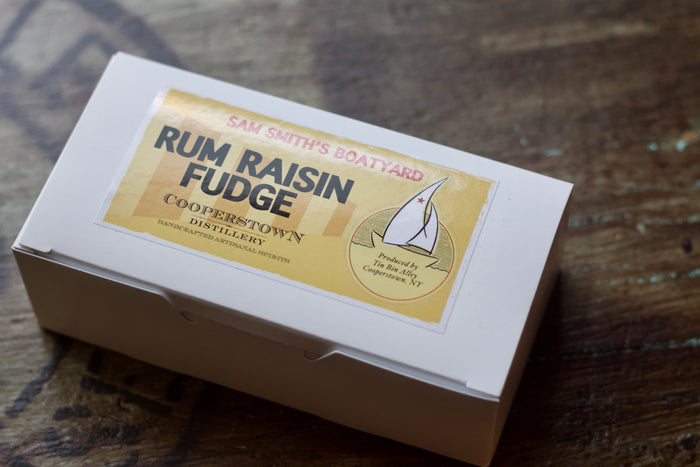 SAM SMITH'S BOATYARD
RUM RAISIN
FUDGE
COOPERSTOWN
DISTILLERY
HANDCRAFTED ARTISANAL SPIRITS
Produced by
Tin Bin Alley
Cooperstown, NY